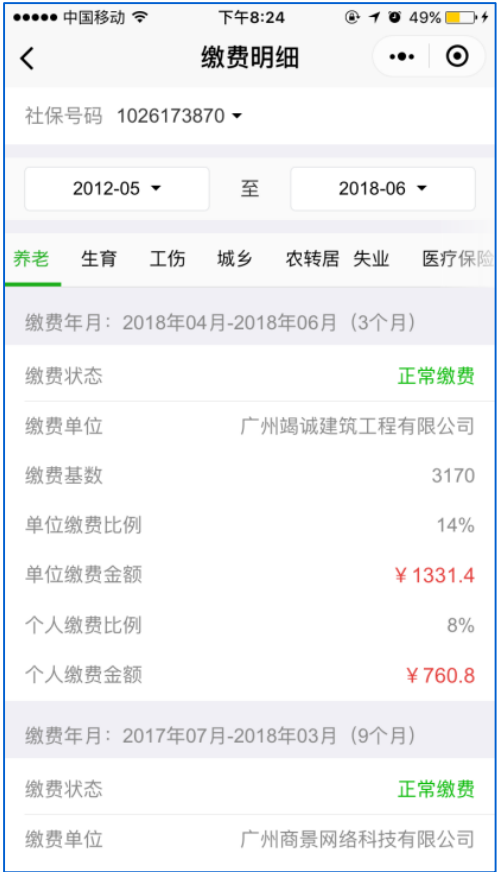 中国移动 下午8:24 49%
缴费明细
社保号码 1026173870
2012-05 至 2018-06
养老 生育 工伤 城乡 农转居 失业 医疗保险
缴费年月：2018年04月-2018年06月（3个月）
缴费状态 正常缴费
缴费单位 广州竭诚建筑工程有限公司
缴费基数 3170
单位缴费比例 14%
单位缴费金额 ￥1331.4
个人缴费比例 8%
个人缴费金额 ￥760.8
缴费年月：2017年07月-2018年03月（9个月）
缴费状态 正常缴费
缴费单位 广州商景网络科技有限公司